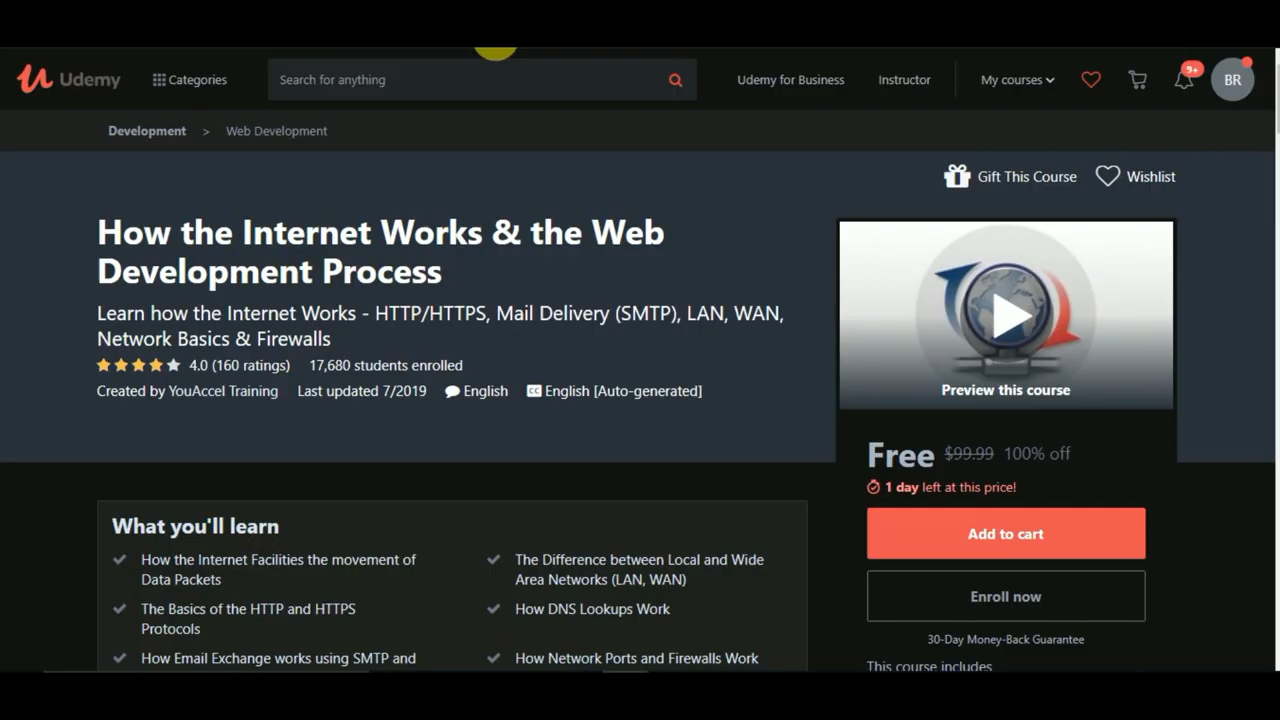 Udemy
Categories
Search for anything
Udemy for Business
Instructor
My courses
9+
BR
Development > Web Development
Gift This Course
Wishlist
How the Internet Works & the Web
Development Process
Learn how the Internet Works - HTTP/HTTPS, Mail Delivery (SMTP), LAN, WAN,
Network Basics & Firewalls
4.0 (160 ratings) 17,680 students enrolled
Created by YouAccel Training Last updated 7/2019 English CC English [Auto-generated]
Preview this course
Free $99.99 100% off
1 day left at this price!
Add to cart
Enroll now
30-Day Money-Back Guarantee
This course includes
What you'll learn
How the Internet Facilities the movement of
Data Packets
The Difference between Local and Wide
Area Networks (LAN, WAN)
The Basics of the HTTP and HTTPS
Protocols
How DNS Lookups Work
How Email Exchange works using SMTP and
How Network Ports and Firewalls Work